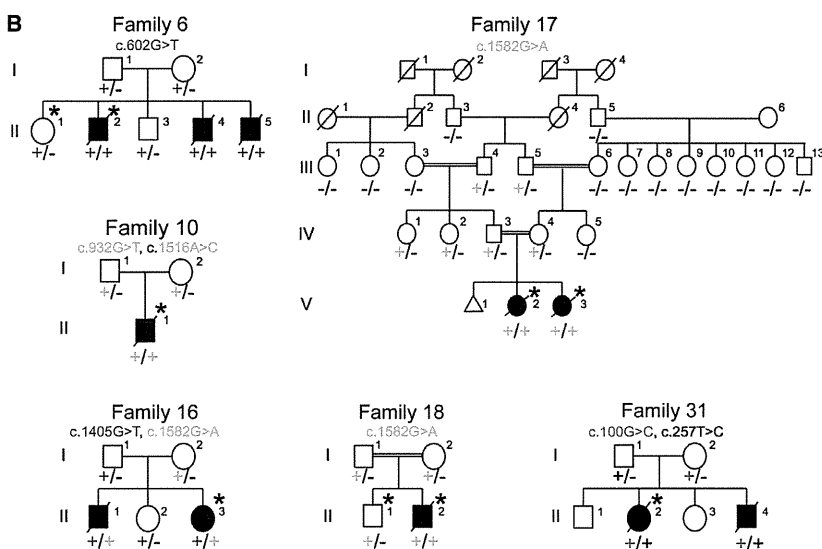 B
Family 6
c.602G>T
I
1 2
+/- +/-
II
* *
1 2 3 4 5
+/- +/+ +/- +/+ +/+
Family 17
c.1582G>A
I
1 2 3 4
II
1 2 3 4 5 6
-/- -/-
III
1 2 3 4 5 6 7 8 9 10 11 12 13
-/- -/- -/- +/- +/- -/- -/- -/- -/- -/- -/- -/- -/-
IV
1 2 3 4 5
+/- +/- +/- +/- -/-
V
* *
1 2 3
+/+ +/+
Family 10
c.932G>T, c.1516A>C
I
1 2
+/- +/-
II
*
1
+/+
Family 16
c.1405G>T, c.1582G>A
I
1 2
+/- +/-
II
*
1 2 3
+/+ +/- +/+
Family 18
c.1582G>A
I
1 2
+/- +/-
II
* *
1 2
+/- +/+
Family 31
c.100G>C, c.257T>C
I
1 2
+/- +/-
II
*
1 2 3 4
+/+ +/+